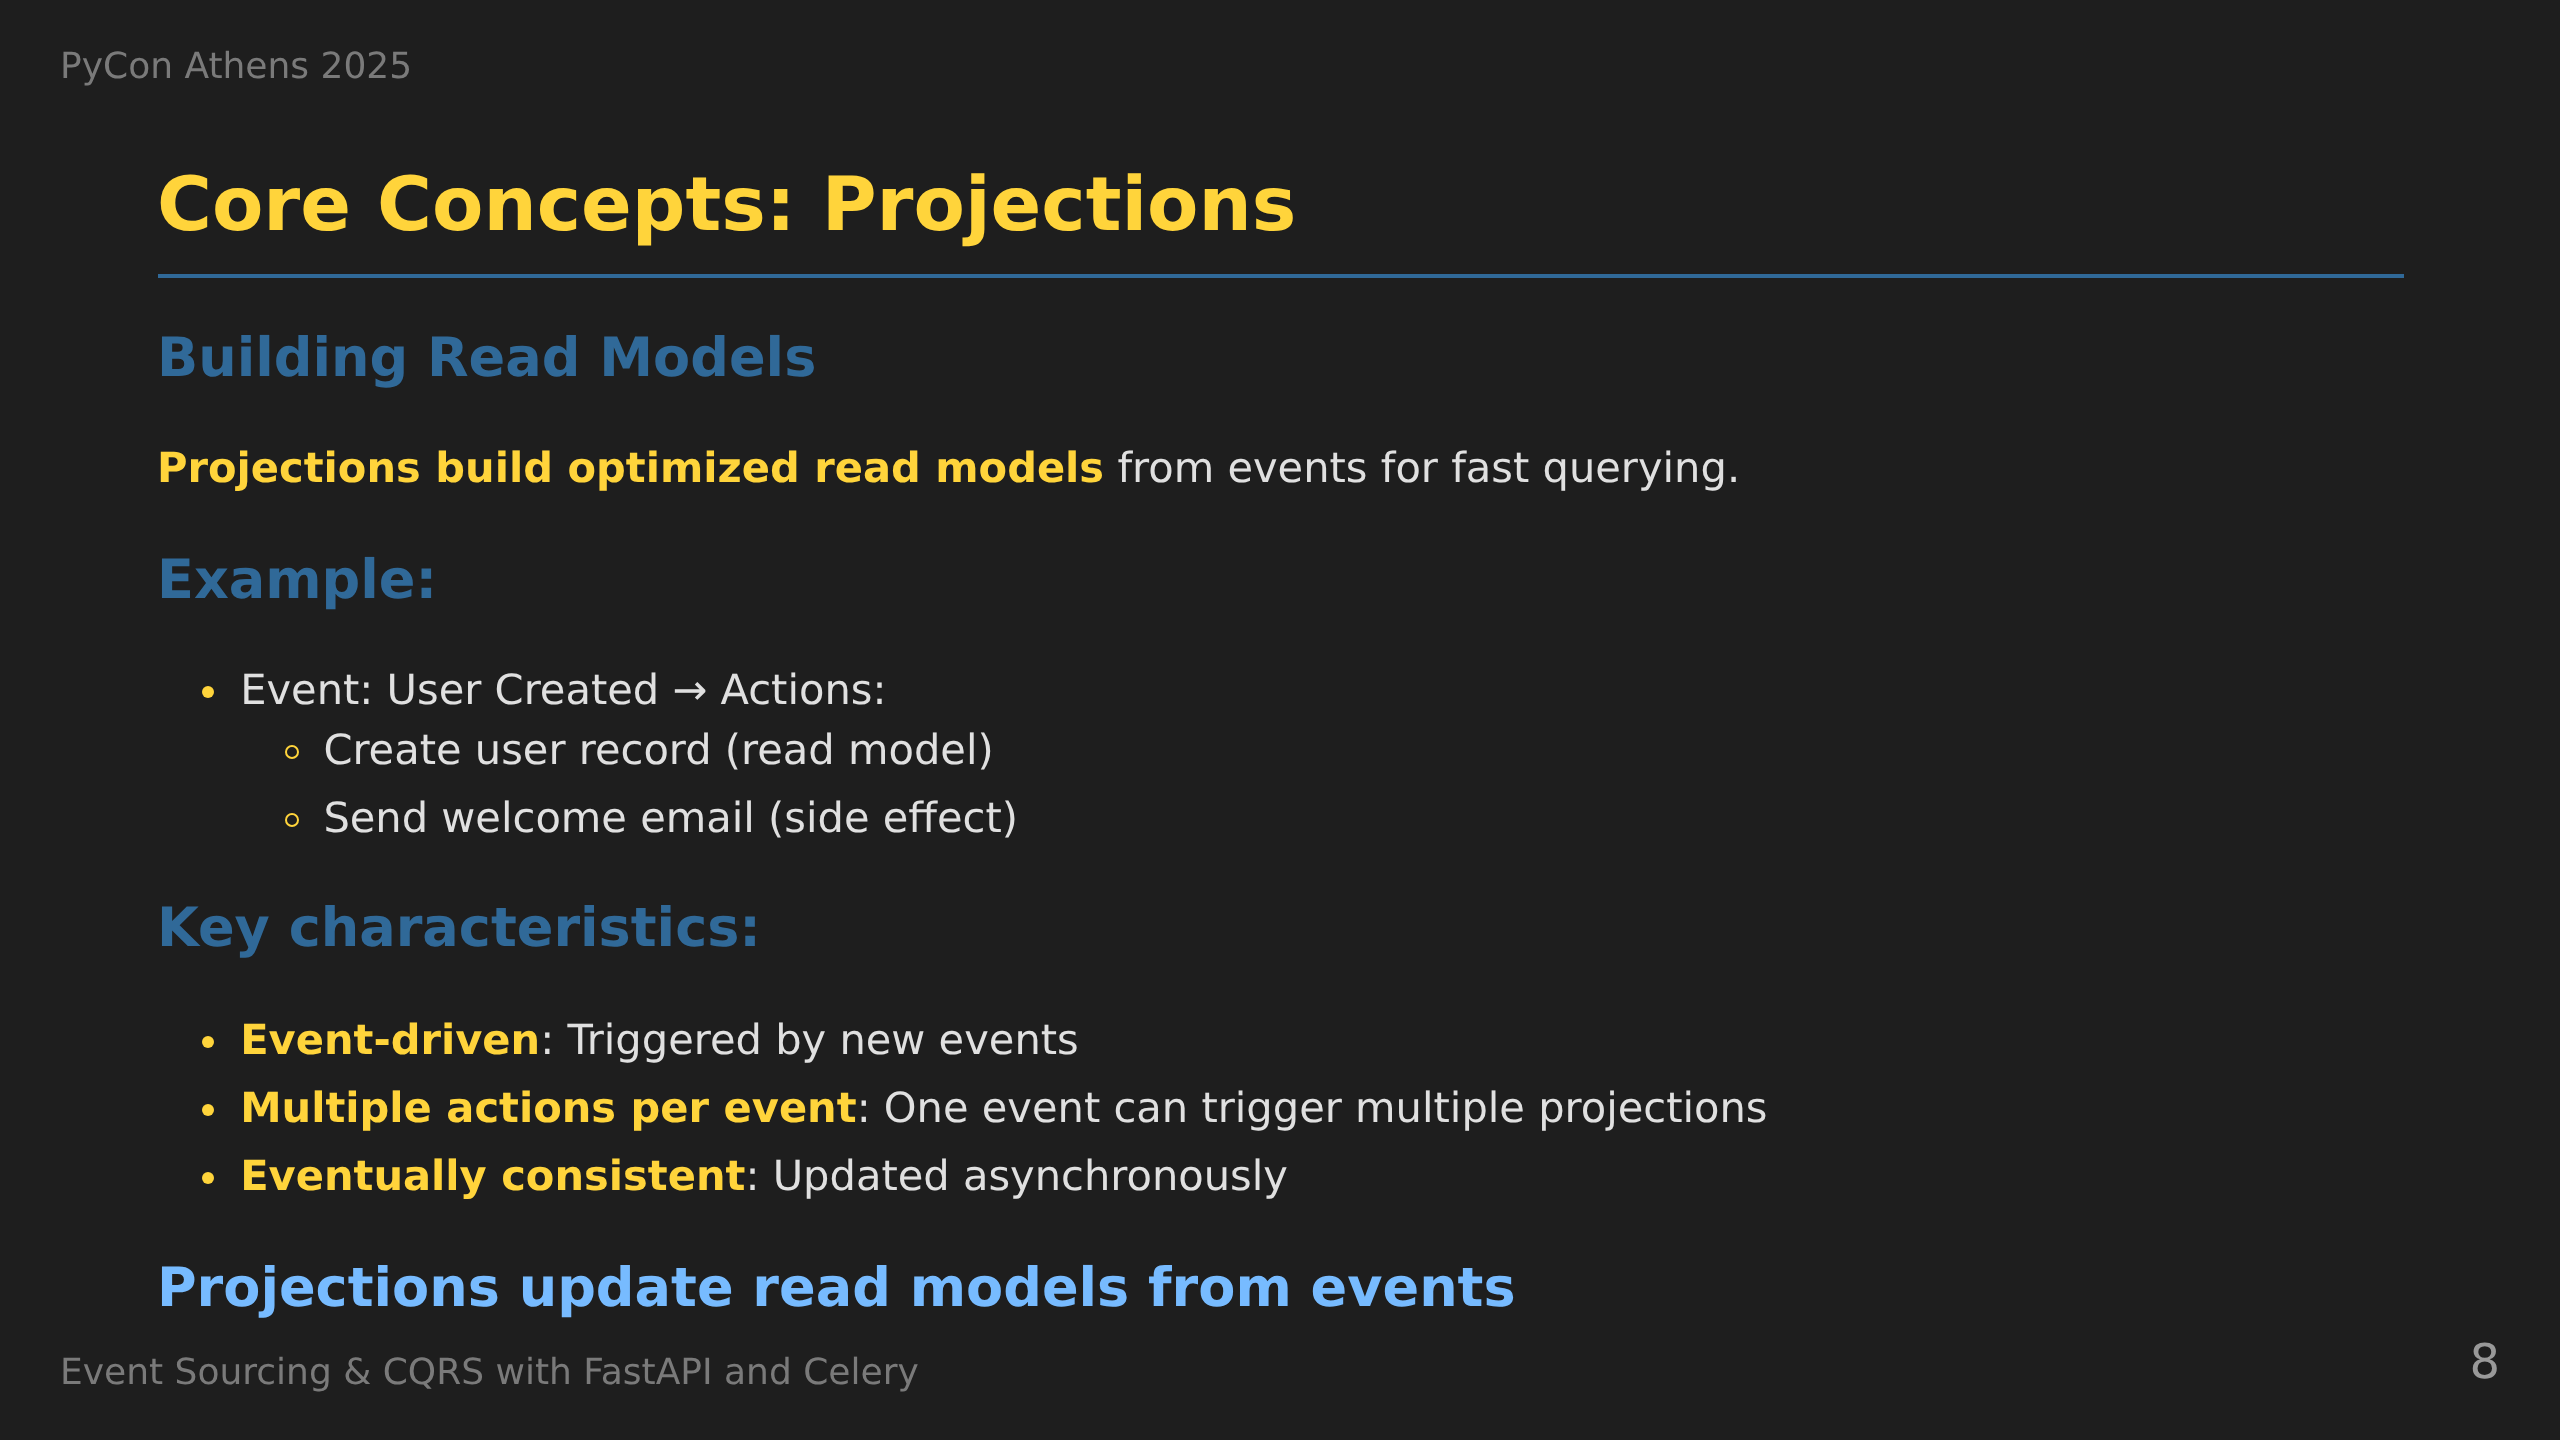 PyCon Athens 2025
Core Concepts: Projections
Building Read Models
Projections build optimized read models from events for fast querying.
Example:
• Event: User Created → Actions:
◦ Create user record (read model)
◦ Send welcome email (side effect)
Key characteristics:
• Event-driven: Triggered by new events
• Multiple actions per event: One event can trigger multiple projections
• Eventually consistent: Updated asynchronously
Projections update read models from events
Event Sourcing & CQRS with FastAPI and Celery
8